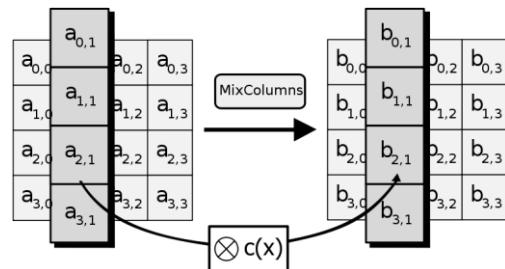 a0,1 b0,1
a0,0 a0,2 a0,3 b0,0 b0,2 b0,3
MixColumns
a1,0 a1,1 a1,2 a1,3 b1,0 b1,1 b1,2 b1,3
a2,0 a2,1 a2,2 a2,3 b2,0 b2,1 b2,2 b2,3
a3,0 a3,2 a3,3 b3,0 b3,2 b3,3
a3,1 b3,1
⊗ c(x)